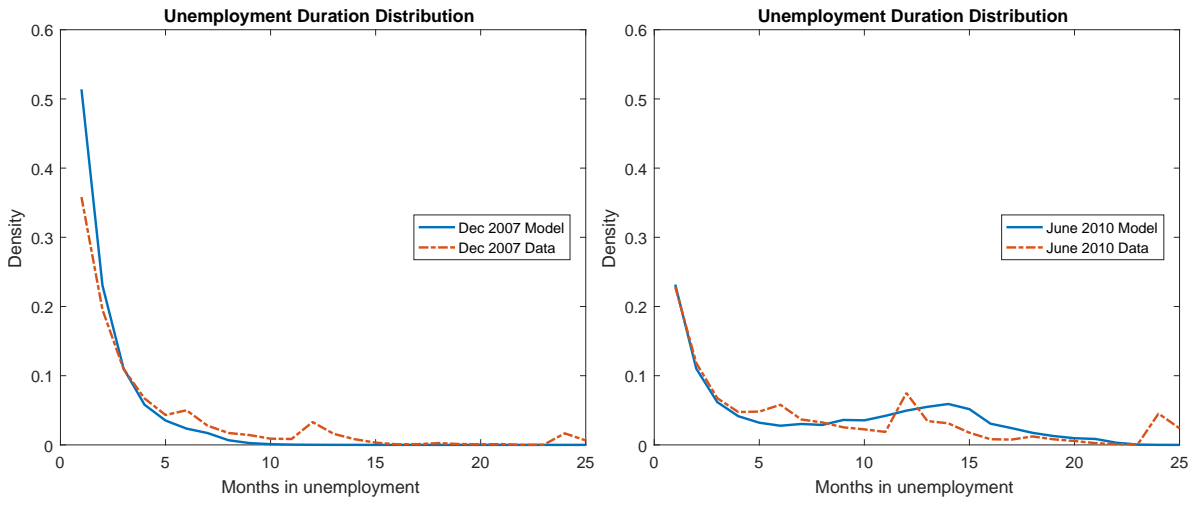 Unemployment Duration Distribution
0.6
0.5
0.4
0.3
0.2
0.1
0
Density
0 5 10 15 20 25
Months in unemployment
Dec 2007 Model
Dec 2007 Data
Unemployment Duration Distribution
0.6
0.5
0.4
0.3
0.2
0.1
0
Density
0 5 10 15 20 25
Months in unemployment
June 2010 Model
June 2010 Data